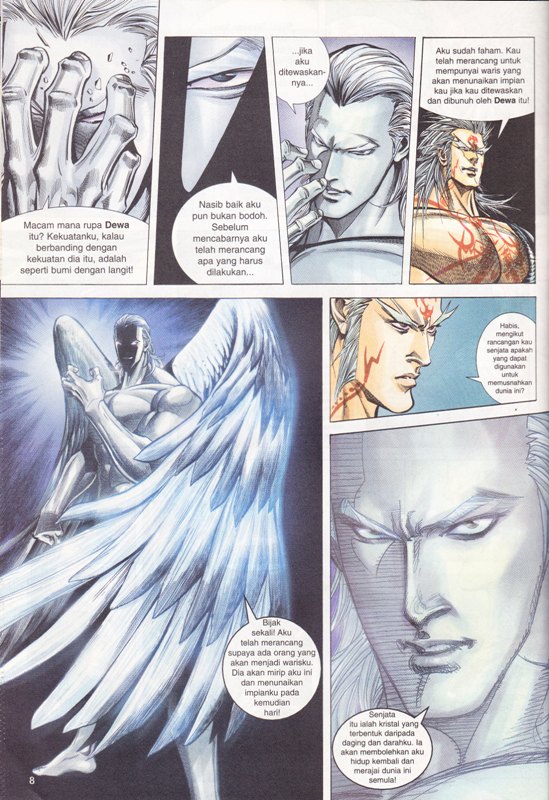 Macam mana rupa Dewa
itu? Kekuatanku, kalau
berbanding dengan
kekuatan dia itu, adalah
seperti bumi dengan langit!
Nasib baik aku
pun bukan bodoh.
Sebelum
mencabarnya aku
telah merancang
apa yang harus
dilakukan...
...jika
aku
ditewaskan-
nya...
Aku sudah faham. Kau
telah merancang untuk
mempunyai waris yang
akan menunaikan impian
kau jika kau ditewaskan
dan dibunuh oleh Dewa itu!
Bijak
sekali! Aku
telah merancang
supaya ada orang yang
akan menjadi warisku.
Dia akan mirip aku ini
dan menunaikan
impianku pada
kemudian
hari!
Habis,
mengikut
rancangan kau
senjata apakah
yang dapat
digunakan
untuk
memusnahkan
dunia ini?
Senjata
itu ialah kristal yang
terbentuk daripada
daging dan darahku. Ia
akan membolehkan aku
hidup kembali dan
merajai dunia ini
semula!
8